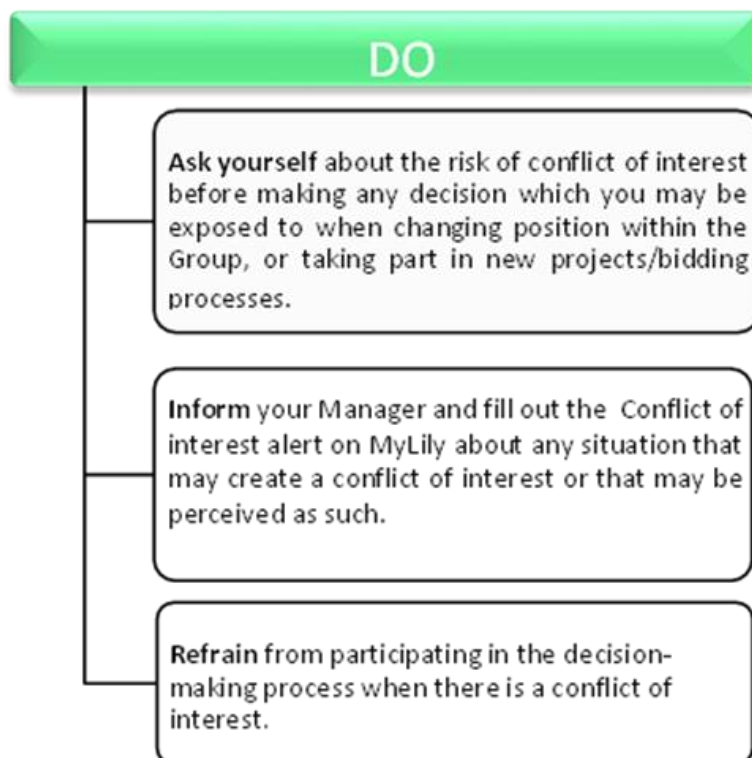 DO
Ask yourself about the risk of conflict of interest
before making any decision which you may be
exposed to when changing position within the
Group, or taking part in new projects/bidding
processes.
Inform your Manager and fill out the Conflict of
interest alert on MyLily about any situation that
may create a conflict of interest or that may be
perceived as such.
Refrain from participating in the decision-
making process when there is a conflict of
interest.